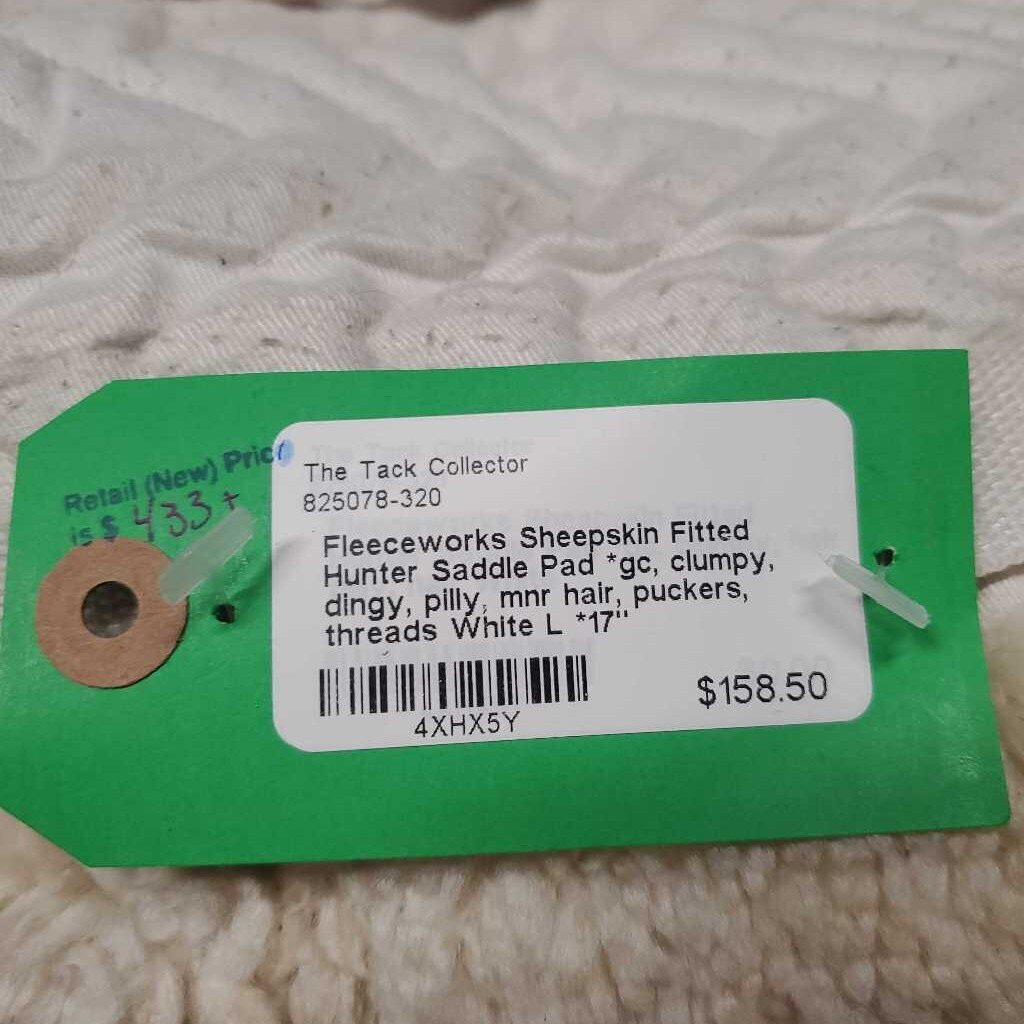 Retail (New) Price
is $ 433+
The Tack Collector
825078-320
Fleeceworks Sheepskin Fitted
Hunter Saddle Pad *gc, clumpy,
dingy, pilly, mnr hair, puckers,
threads White L *17"
$158.50
4XHX5Y